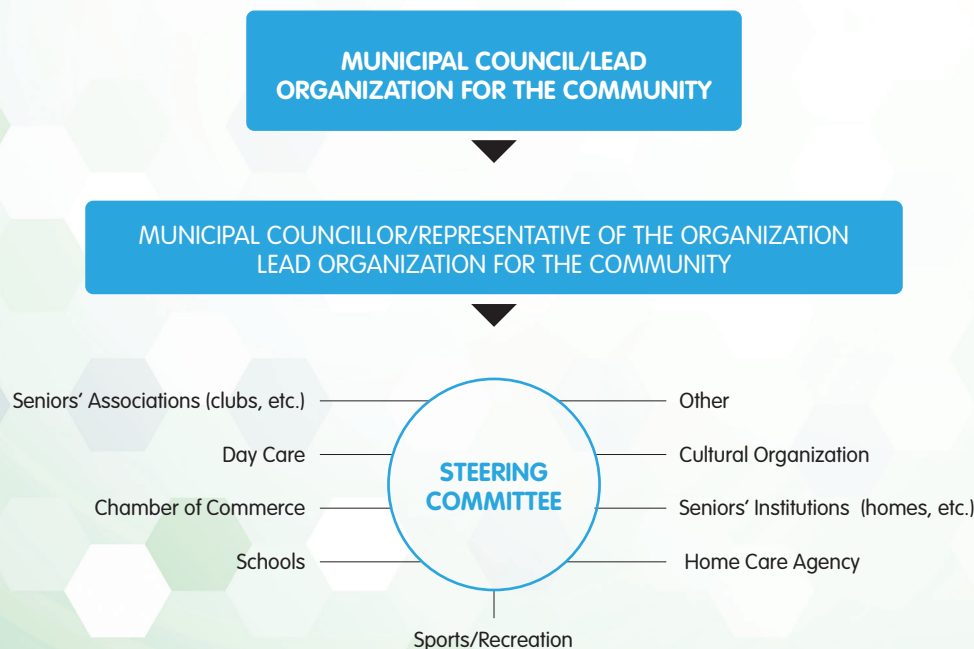 MUNICIPAL COUNCIL/LEAD
ORGANIZATION FOR THE COMMUNITY
MUNICIPAL COUNCILLOR/REPRESENTATIVE OF THE ORGANIZATION
LEAD ORGANIZATION FOR THE COMMUNITY
Seniors’ Associations (clubs, etc.)
Day Care
Chamber of Commerce
Schools
STEERING
COMMITTEE
Other
Cultural Organization
Seniors’ Institutions (homes, etc.)
Home Care Agency
Sports/Recreation